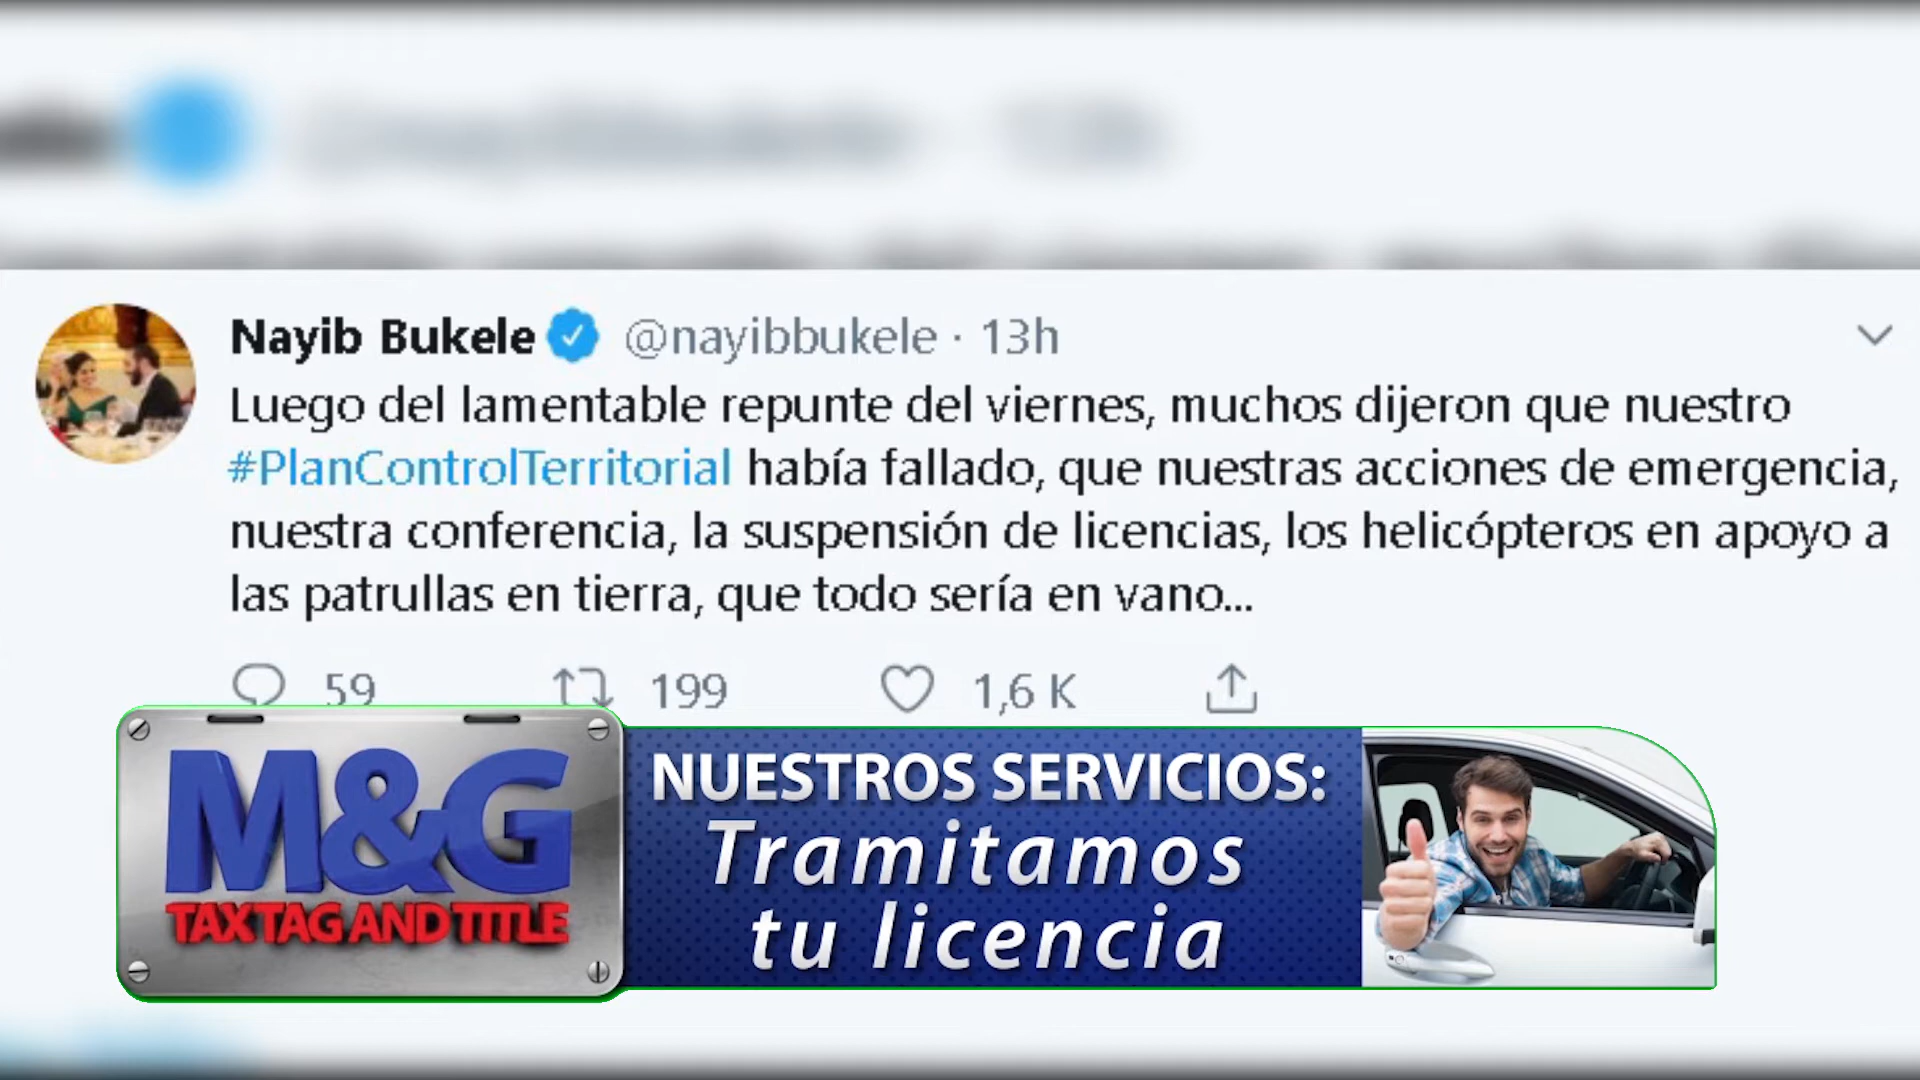 Nayib Bukele @nayibbukele · 13h
Luego del lamentable repunte del viernes, muchos dijeron que nuestro
#PlanControlTerritorial había fallado, que nuestras acciones de emergencia,
nuestra conferencia, la suspensión de licencias, los helicópteros en apoyo a
las patrullas en tierra, que todo sería en vano...
59 199 1,6 K
M&G
TAX TAG AND TITLE
NUESTROS SERVICIOS:
Tramitamos
tu licencia